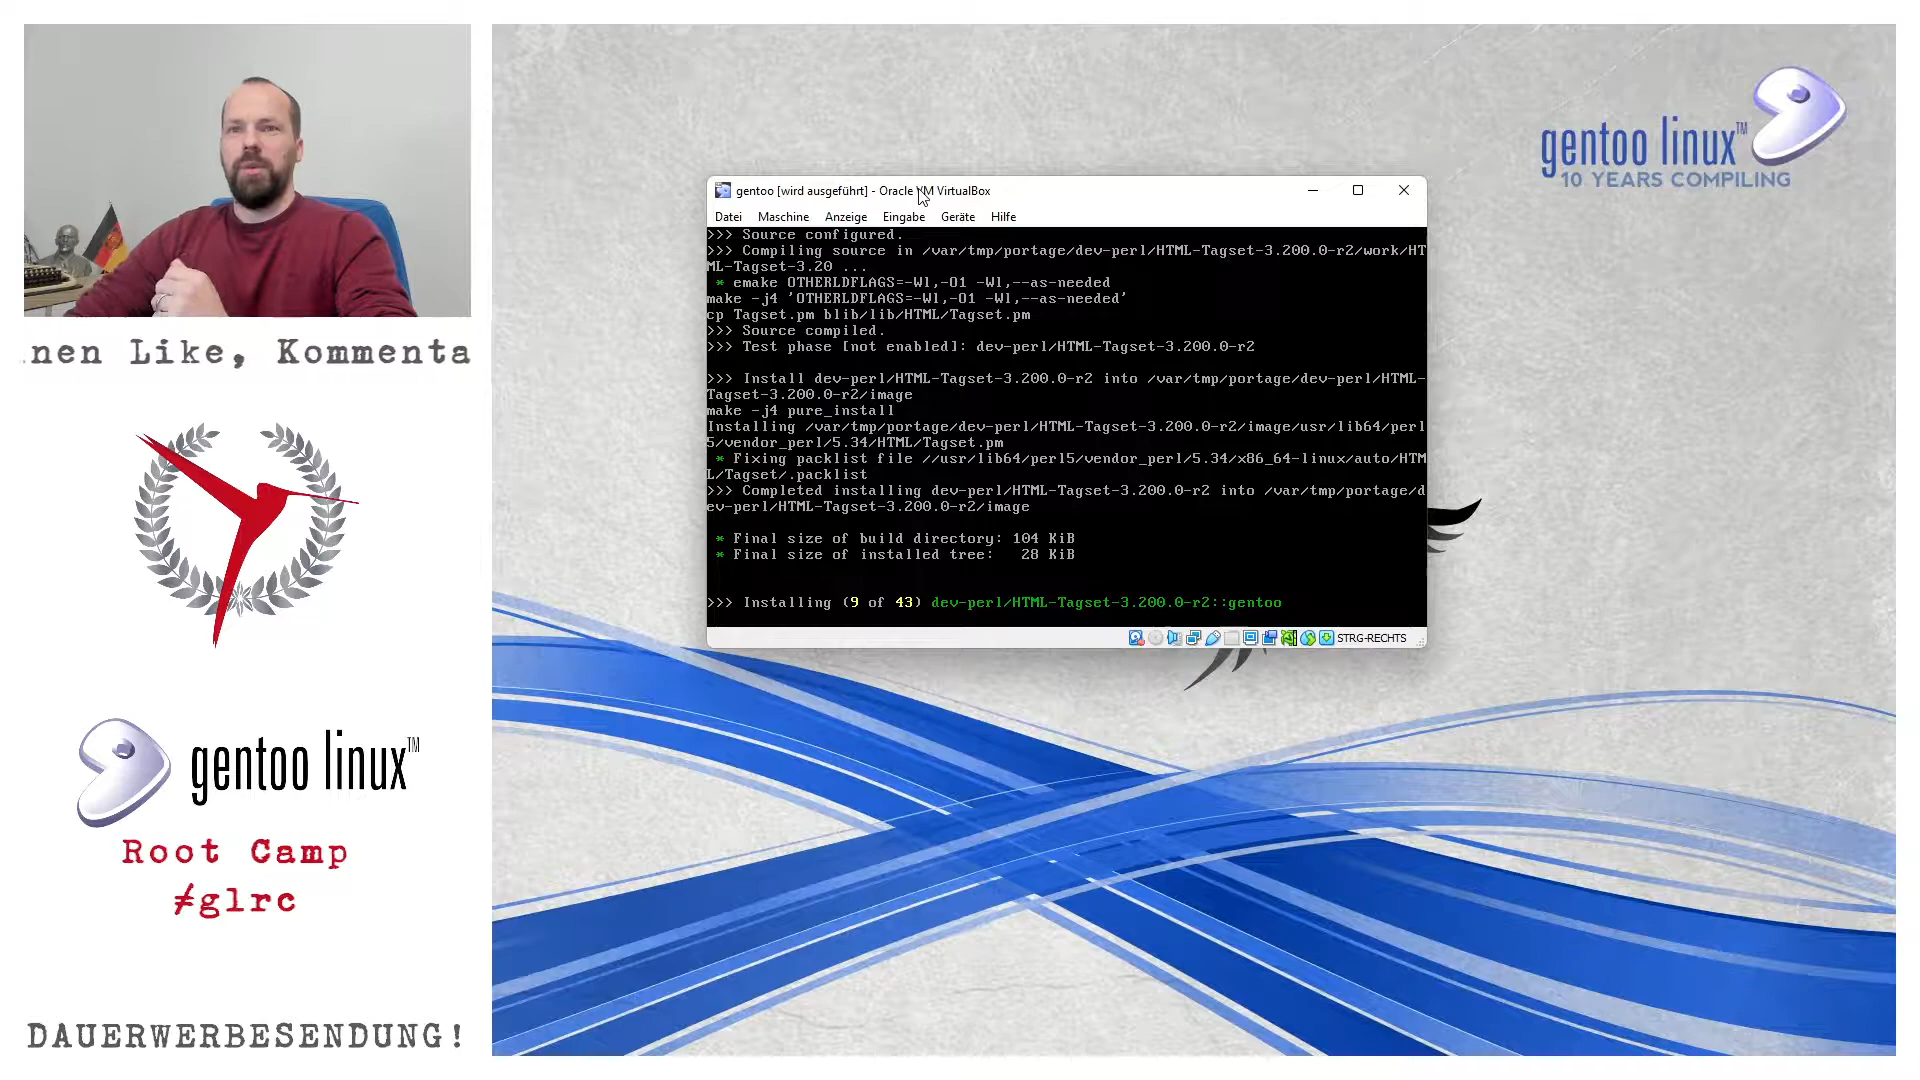 nen Like, Kommenta
gentoo linux™
Root Camp
#glrc
DAUERWERBESENDUNG!
gentoo linux™
10 YEARS COMPILING
gentoo [wird ausgeführt] - Oracle VM VirtualBox
Datei Maschine Anzeige Eingabe Geräte Hilfe
>>> Source configured.
>>> Compiling source in /var/tmp/portage/dev-perl/HTML-Tagset-3.200.0-r2/work/HT
ML-Tagset-3.20 ...
* emake OTHERLDFLAGS=-Wl,-O1 -Wl,--as-needed
make -j4 'OTHERLDFLAGS=-Wl,-O1 -Wl,--as-needed'
cp Tagset.pm blib/lib/HTML/Tagset.pm
>>> Source compiled.
>>> Test phase [not enabled]: dev-perl/HTML-Tagset-3.200.0-r2
>>> Install dev-perl/HTML-Tagset-3.200.0-r2 into /var/tmp/portage/dev-perl/HTML-
Tagset-3.200.0-r2/image
make -j4 pure_install
Installing /var/tmp/portage/dev-perl/HTML-Tagset-3.200.0-r2/image/usr/lib64/perl
5/vendor_perl/5.34/HTML/Tagset.pm
* Fixing packlist file //usr/lib64/perl5/vendor_perl/5.34/x86_64-linux/auto/HTM
L/Tagset/.packlist
>>> Completed installing dev-perl/HTML-Tagset-3.200.0-r2 into /var/tmp/portage/d
ev-perl/HTML-Tagset-3.200.0-r2/image
* Final size of build directory: 104 KiB
* Final size of installed tree: 28 KiB
>>> Installing (9 of 43) dev-perl/HTML-Tagset-3.200.0-r2::gentoo
STRG-RECHTS